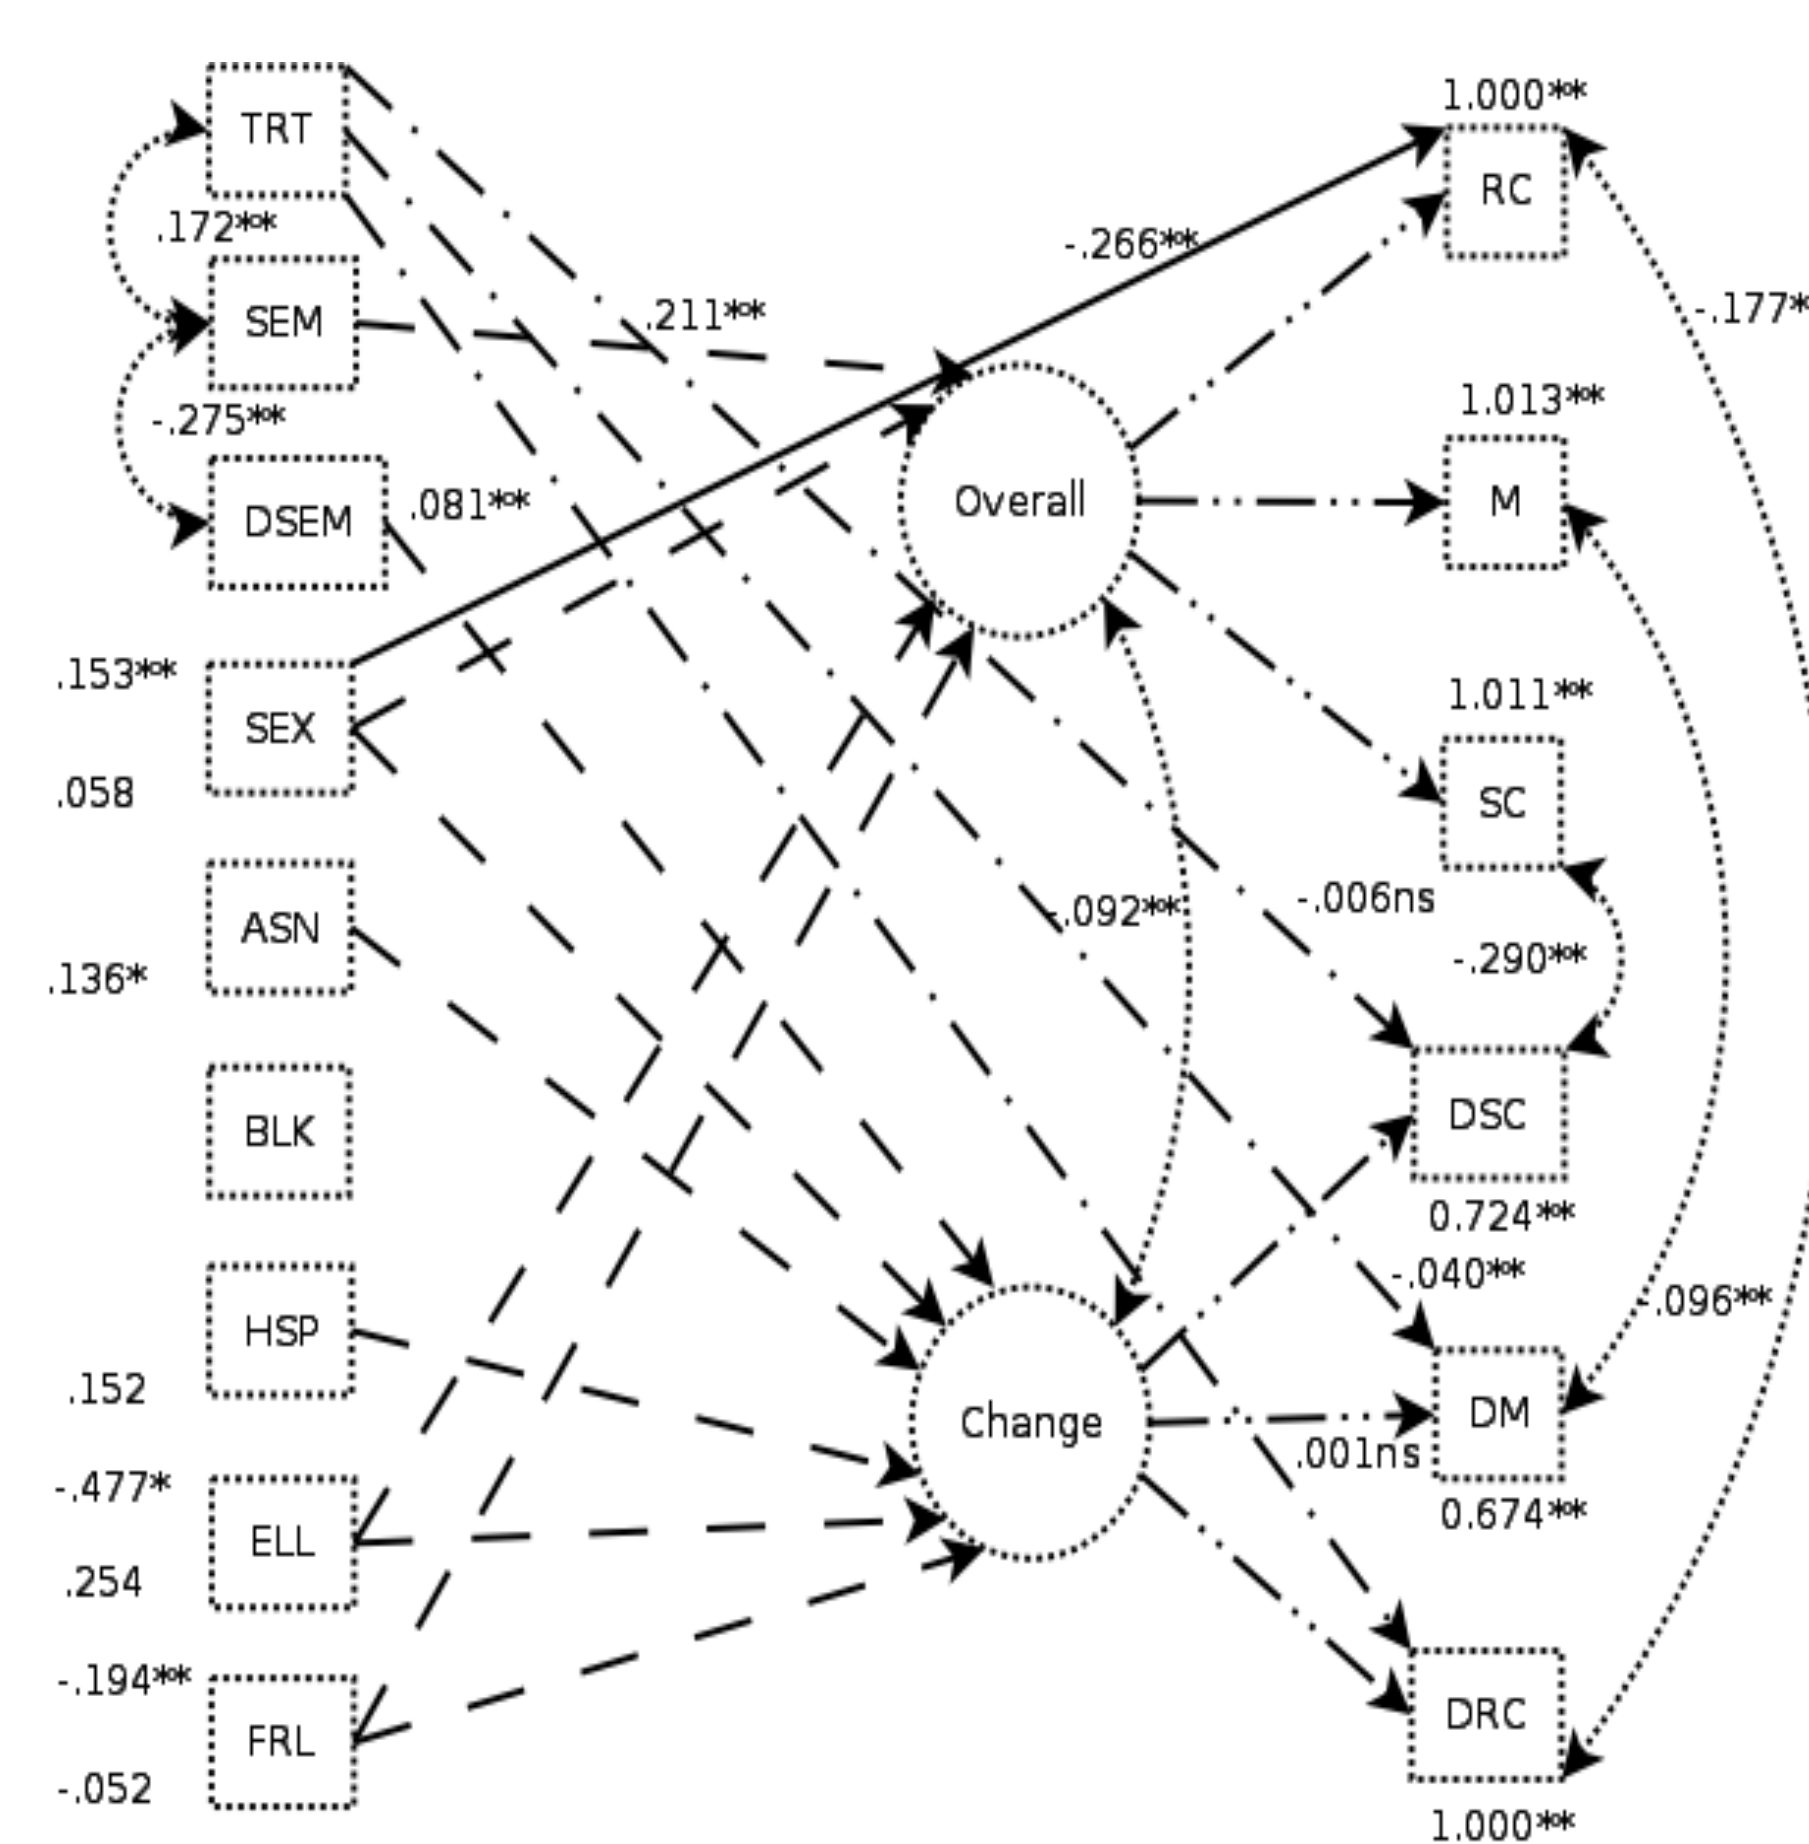 1.000**
TRT
RC
.172**
-.266**
-.177*
.211**
SEM
1.013**
-.275**
.081**
DSEM
Overall
M
.153**
1.011**
SEX
.058
SC
-.006ns
-.092**
ASN
-.290**
.136*
DSC
BLK
0.724**
-.040**
-.096**
HSP
.152
Change
DM
.001ns
-.477*
0.674**
ELL
.254
-.194**
DRC
FRL
-.052
1.000**